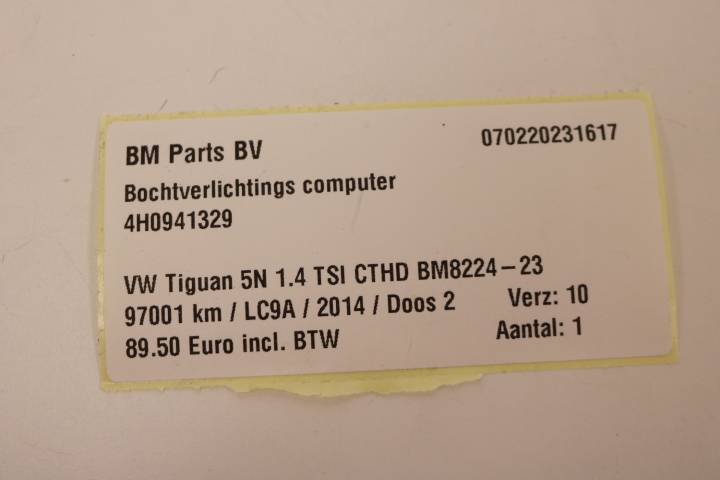 BM Parts BV 070220231617
Bochtverlichtings computer
4H0941329
VW Tiguan 5N 1.4 TSI CTHD BM8224-23
97001 km / LC9A / 2014 / Doos 2 Verz: 10
89.50 Euro incl. BTW Aantal: 1